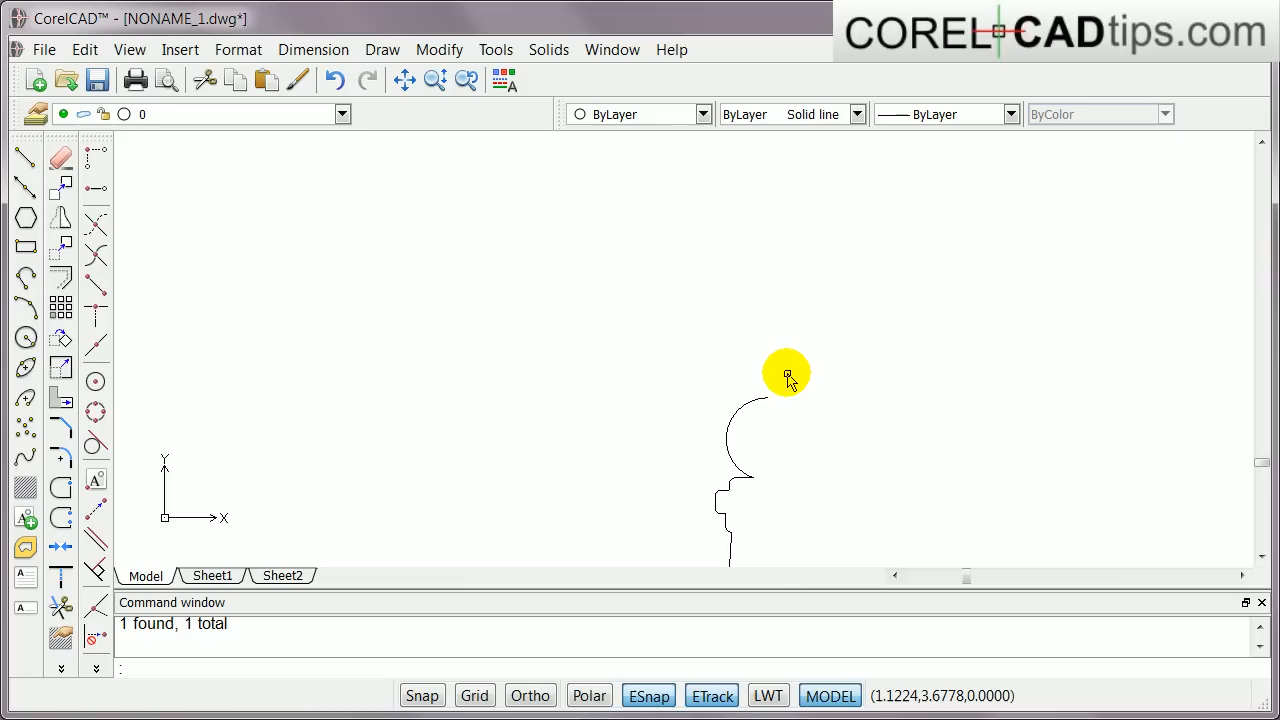 CorelCAD™ - [NONAME_1.dwg*]
COREL CADtips.com
File Edit View Insert Format Dimension Draw Modify Tools Solids Window Help
0 ByLayer ByLayer Solid line ByLayer ByColor
Y
X
Model Sheet1 Sheet2
Command window
1 found, 1 total
:
Snap Grid Ortho Polar ESnap ETrack LWT MODEL (1.1224,3.6778,0.0000)